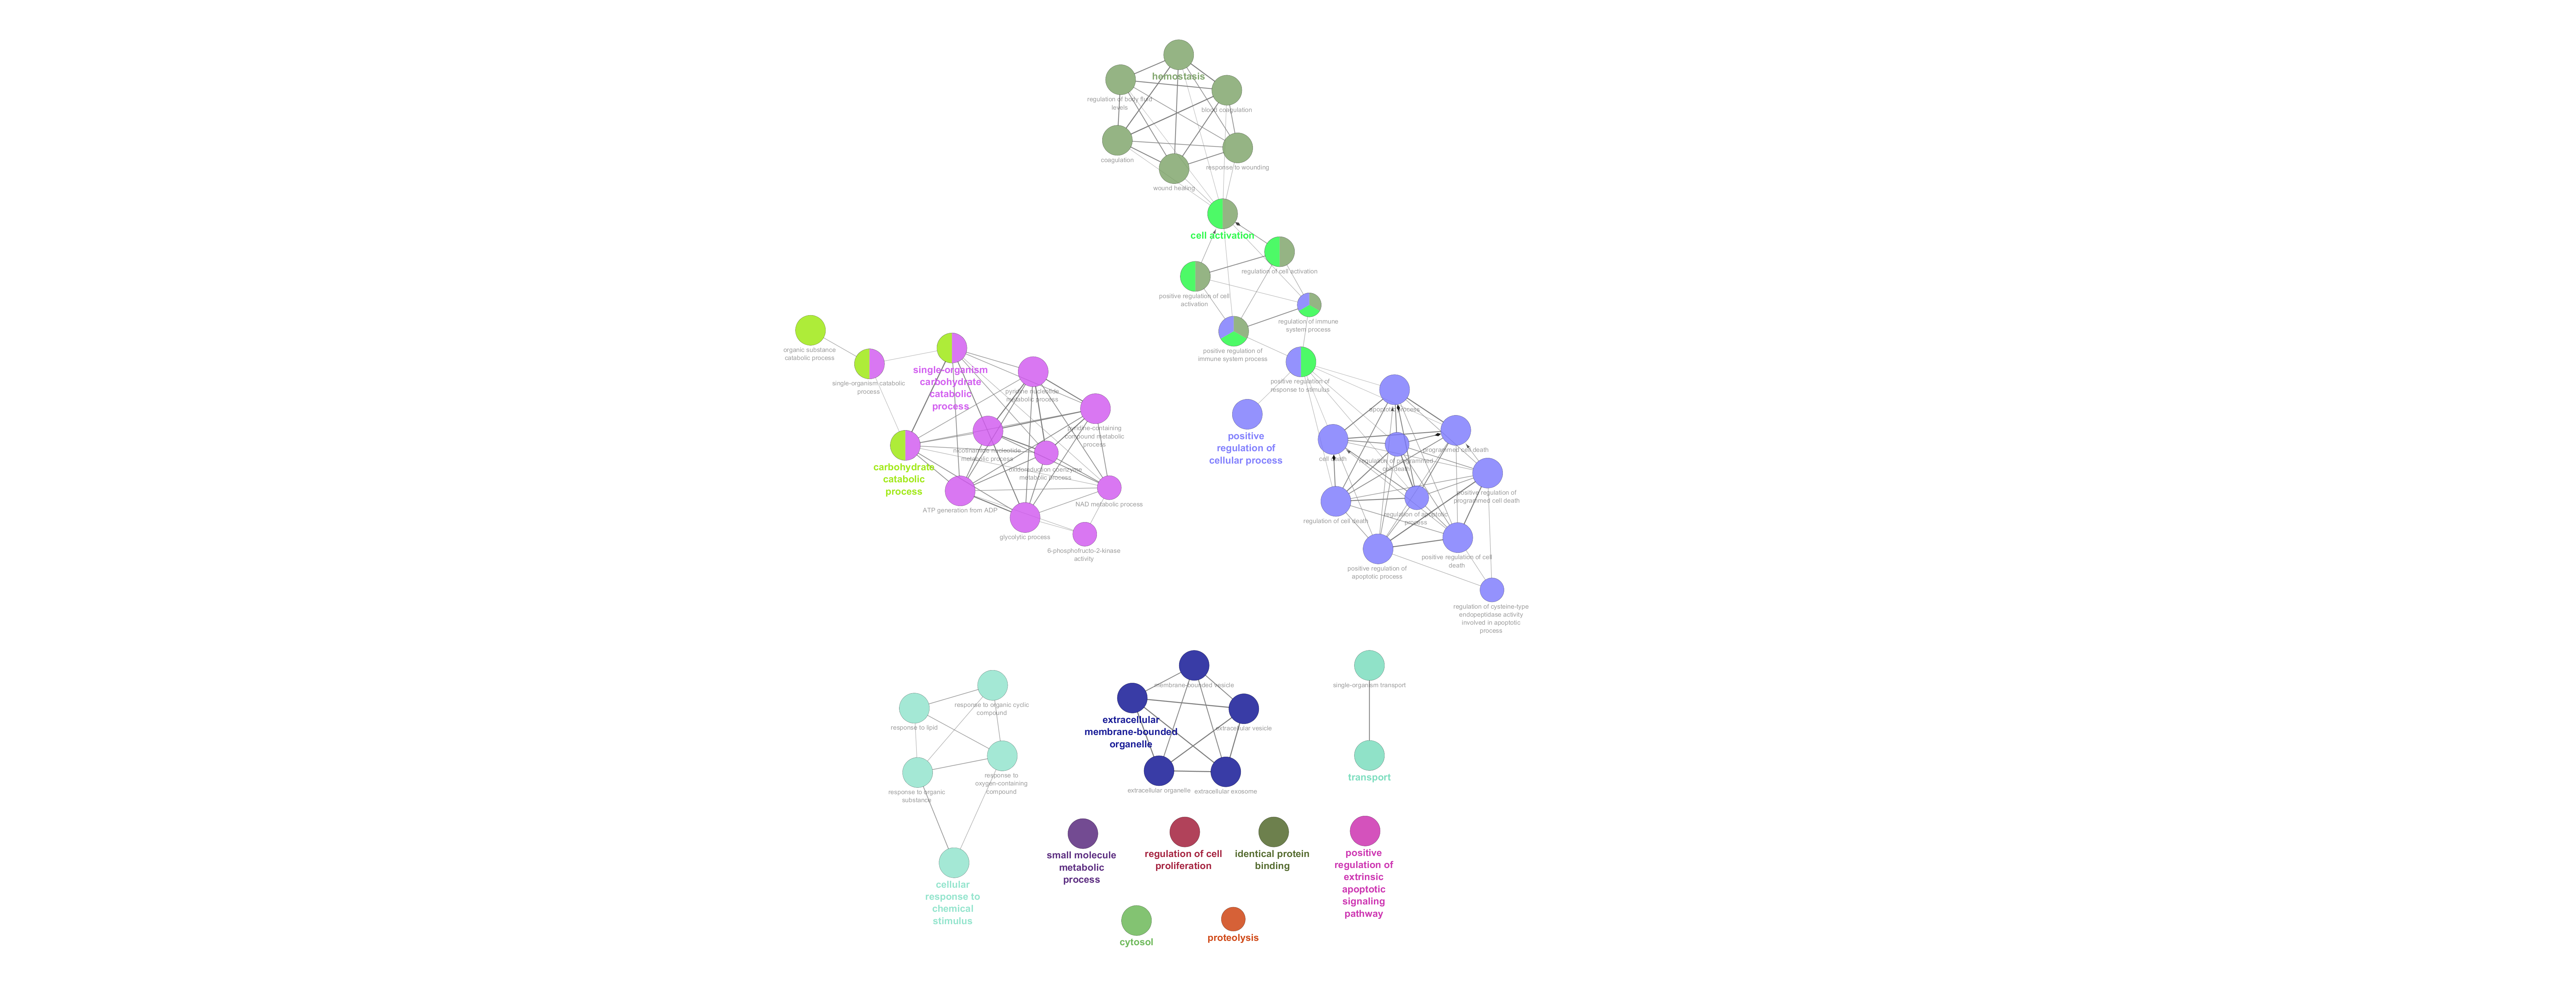 hemostasis
regulation of body fluid
levels
blood coagulation
coagulation
response to wounding
wound healing
cell activation
regulation of cell activation
positive regulation of cell
activation
regulation of immune
system process
positive regulation of
immune system process
positive regulation of
response to stimulus
organic substance
catabolic process
single-organism catabolic
process
single-organism
carbohydrate
catabolic
process
pyridine nucleotide
metabolic process
pyridine-containing
compound metabolic
process
nicotinamide nucleotide
metabolic process
oxidoreduction coenzyme
metabolic process
carbohydrate
catabolic
process
ATP generation from ADP
NAD metabolic process
glycolytic process
6-phosphofructo-2-kinase
activity
positive
regulation of
cellular process
apoptotic process
programmed cell death
cell death
regulation of programmed
cell death
positive regulation of
programmed cell death
regulation of cell death
regulation of apoptotic
process
positive regulation of cell
death
positive regulation of
apoptotic process
regulation of cysteine-type
endopeptidase activity
involved in apoptotic
process
response to organic cyclic
compound
response to lipid
response to
oxygen-containing
compound
response to organic
substance
cellular
response to
chemical
stimulus
membrane-bounded vesicle
extracellular
membrane-bounded
organelle
extracellular vesicle
extracellular organelle
extracellular exosome
single-organism transport
transport
small molecule
metabolic
process
regulation of cell
proliferation
identical protein
binding
positive
regulation of
extrinsic
apoptotic
signaling
pathway
cytosol
proteolysis